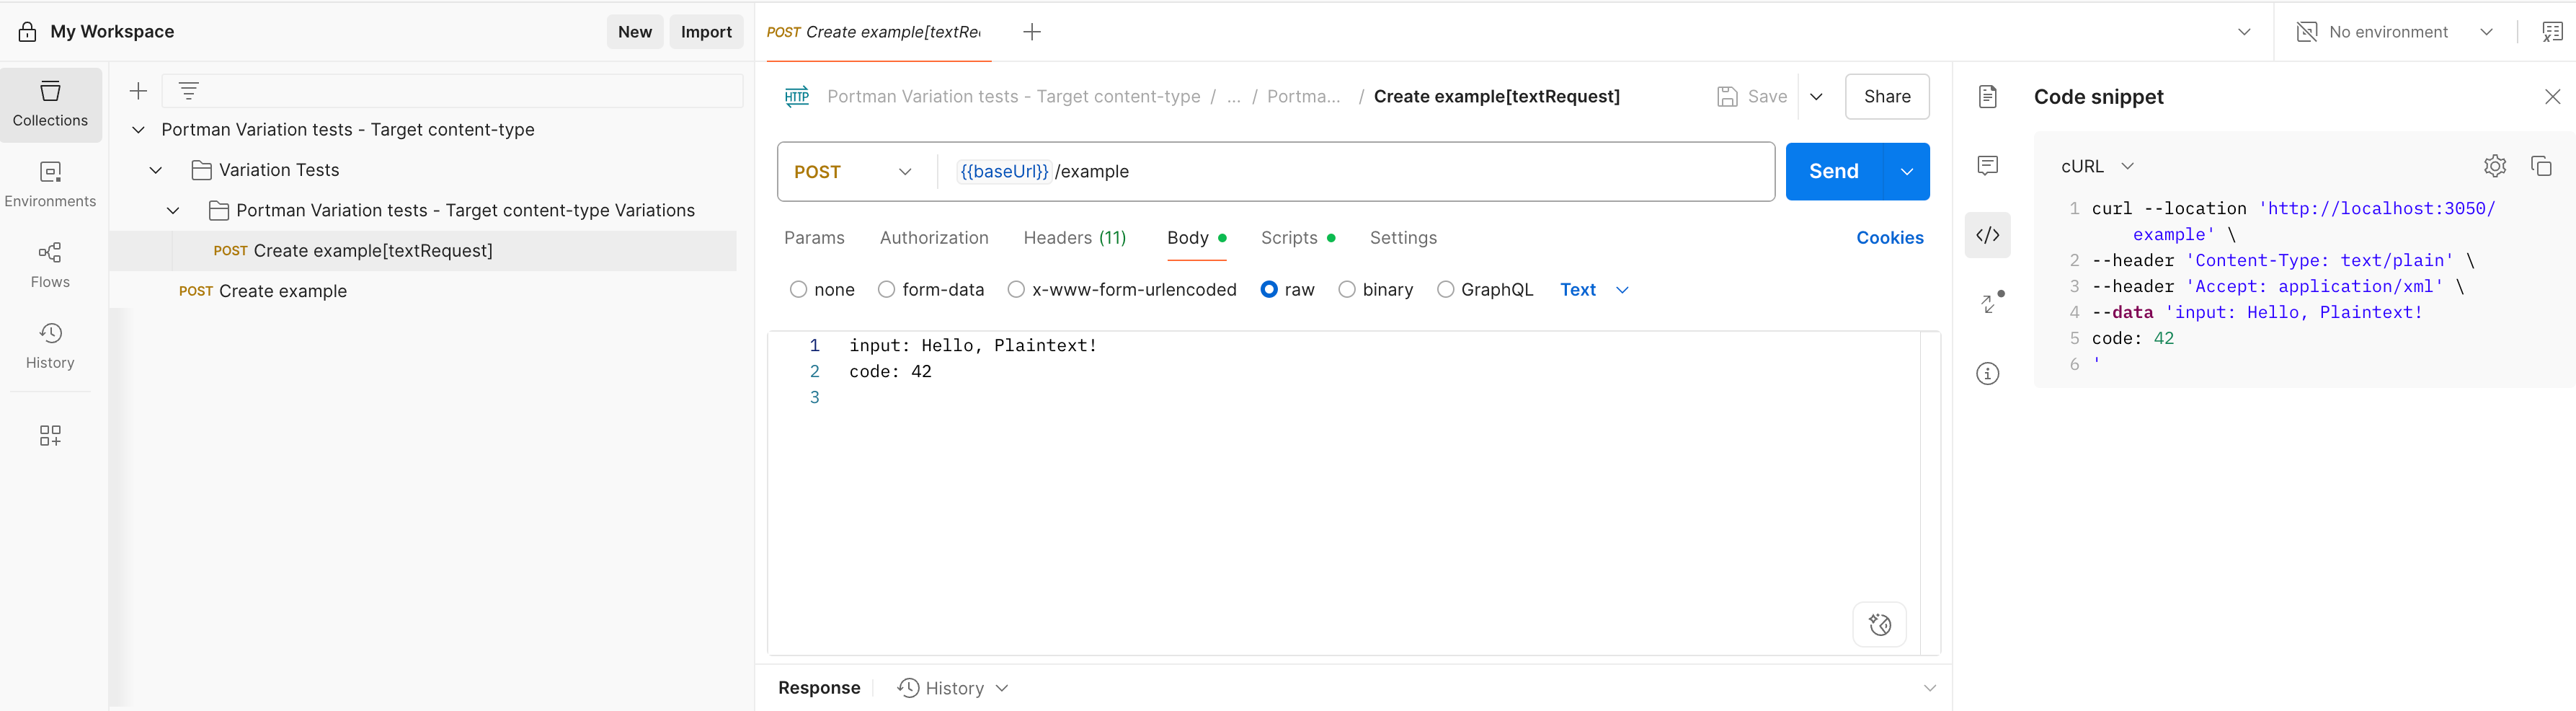 My Workspace
New
Import
POST Create example[textRe
No environment
Collections
Environments
Flows
History
Portman Variation tests - Target content-type
Variation Tests
Portman Variation tests - Target content-type Variations
POST Create example[textRequest]
POST Create example
HTTP Portman Variation tests - Target content-type / ... / Portma... / Create example[textRequest]
Save
Share
POST
{{baseUrl}}/example
Send
Params
Authorization
Headers (11)
Body
Scripts
Settings
Cookies
none
form-data
x-www-form-urlencoded
raw
binary
GraphQL
Text
1 input: Hello, Plaintext!
2 code: 42
3
Response
History
Code snippet
cURL
1 curl --location 'http://localhost:3050/
example' \
2 --header 'Content-Type: text/plain' \
3 --header 'Accept: application/xml' \
4 --data 'input: Hello, Plaintext!
5 code: 42
6 '